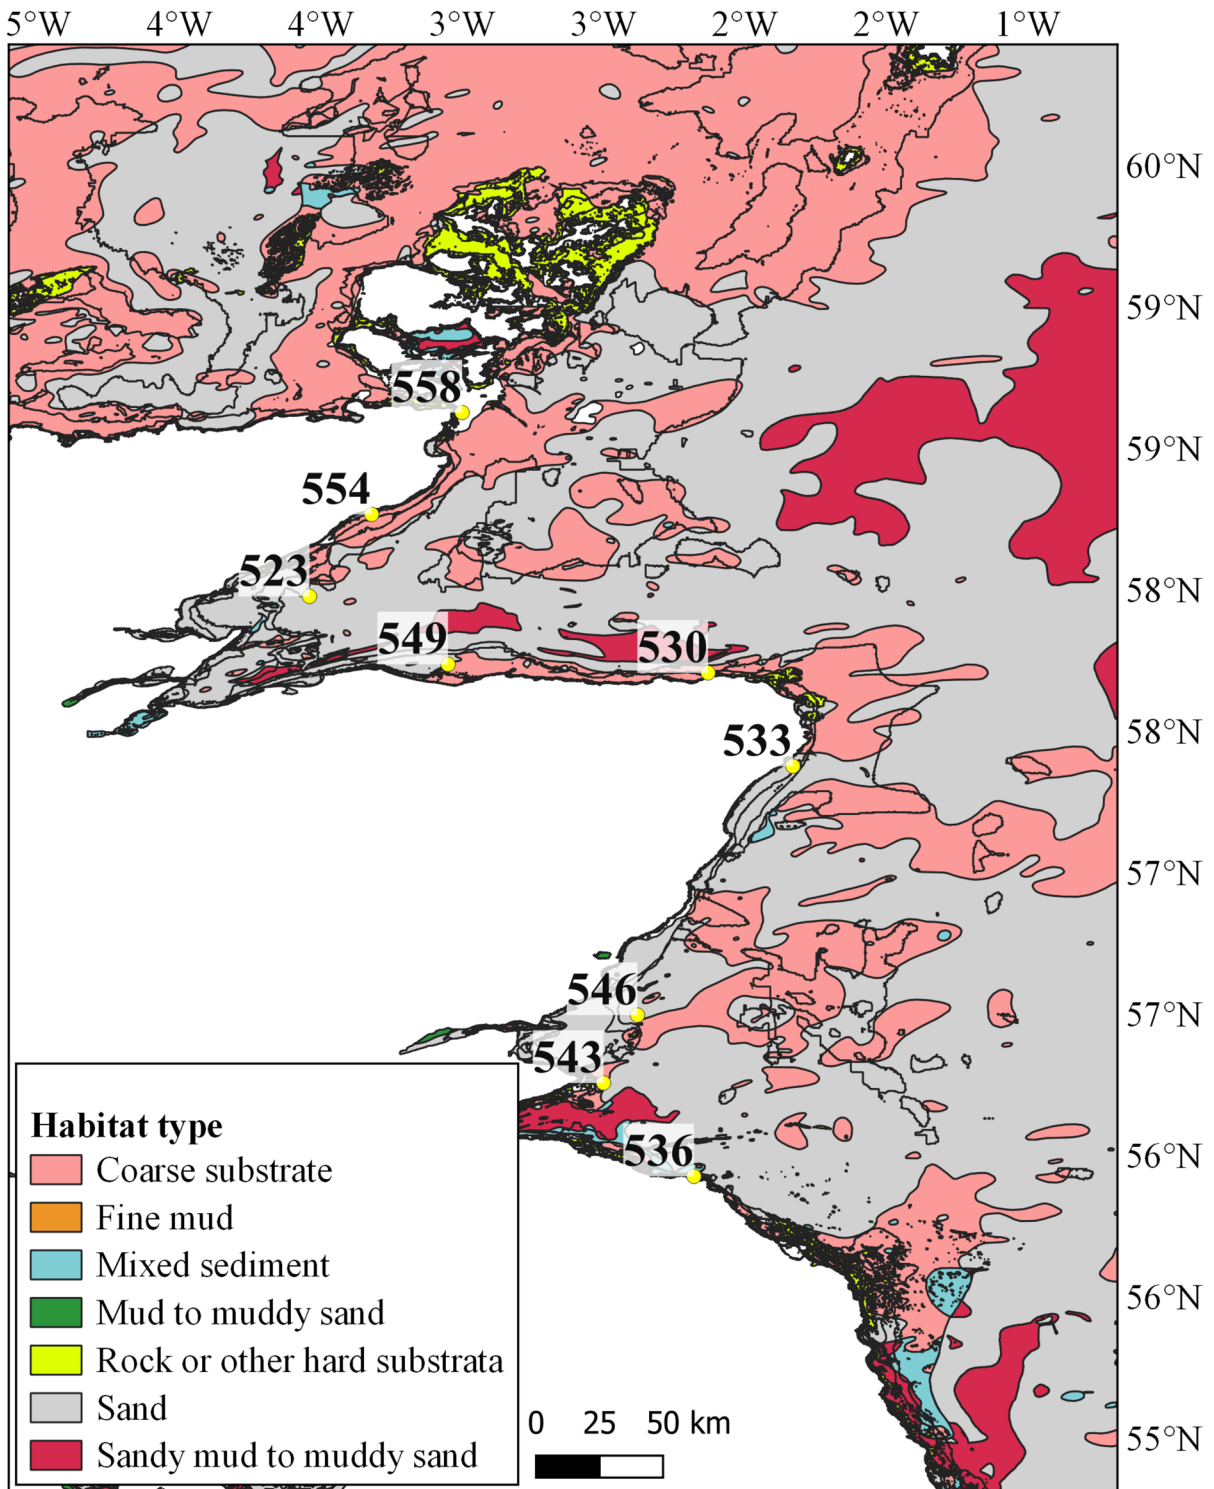 5°W 4°W 4°W 3°W 3°W 2°W 2°W 1°W
60°N
59°N
558
59°N
554
523
58°N
549
530
533
58°N
57°N
546
57°N
543
536
56°N
Habitat type
Coarse substrate
Fine mud
Mixed sediment
Mud to muddy sand
Rock or other hard substrata
Sand
Sandy mud to muddy sand
56°N
0 25 50 km
55°N